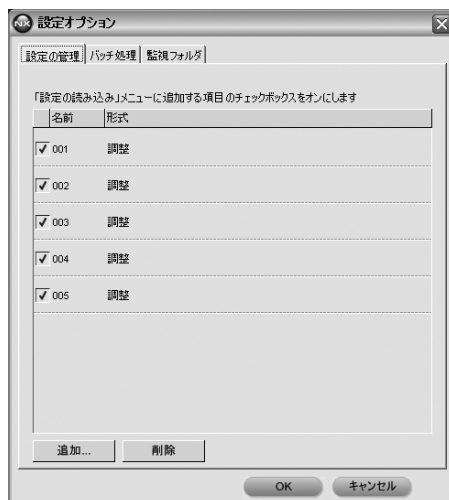 NX 設定オプション
設定の管理 バッチ処理 監視フォルダ
「設定の読み込み」メニューに追加する項目のチェックボックスをオンにします
名前 形式
001 調整
002 調整
003 調整
004 調整
005 調整
追加... 削除
OK キャンセル